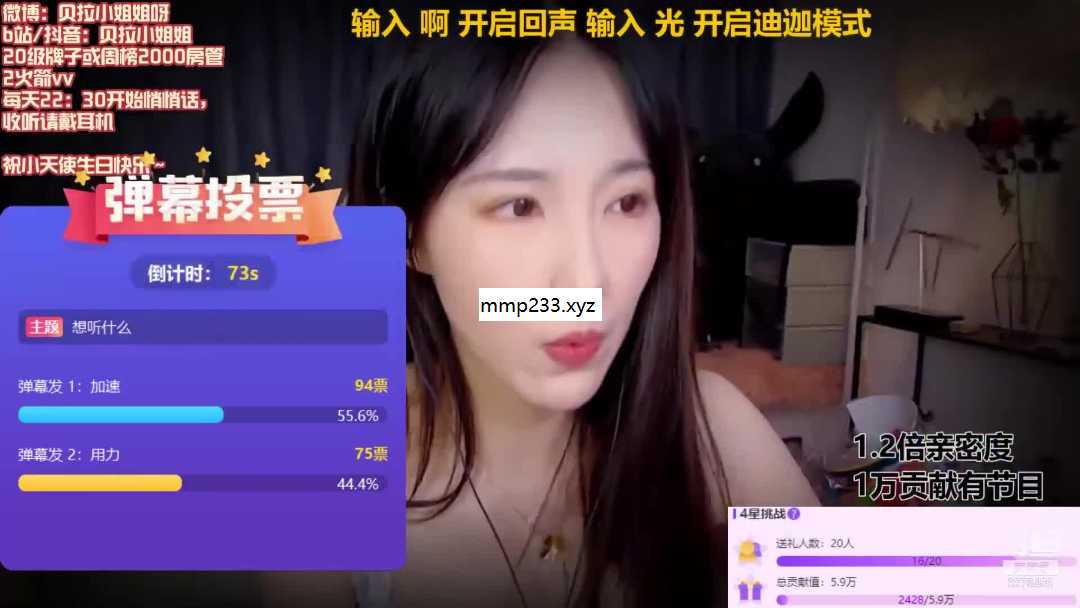 微博：贝拉小姐姐呀
b站/抖音：贝拉小姐姐
20级牌子或周榜2000房管
2火箭vv
每天22：30开始悄悄话，
收听请戴耳机
祝小天使生日快乐~
输入 啊 开启回声 输入 光 开启迪迦模式
弹幕投票
倒计时： 73s
主题 想听什么
弹幕发 1：加速 94票
55.6%
弹幕发 2：用力 75票
44.4%
mmp233.xyz
1.2倍亲密度
1万贡献有节目
4星挑战?
送礼人数：20人
16/20
总贡献值：5.9万
2428/5.9万